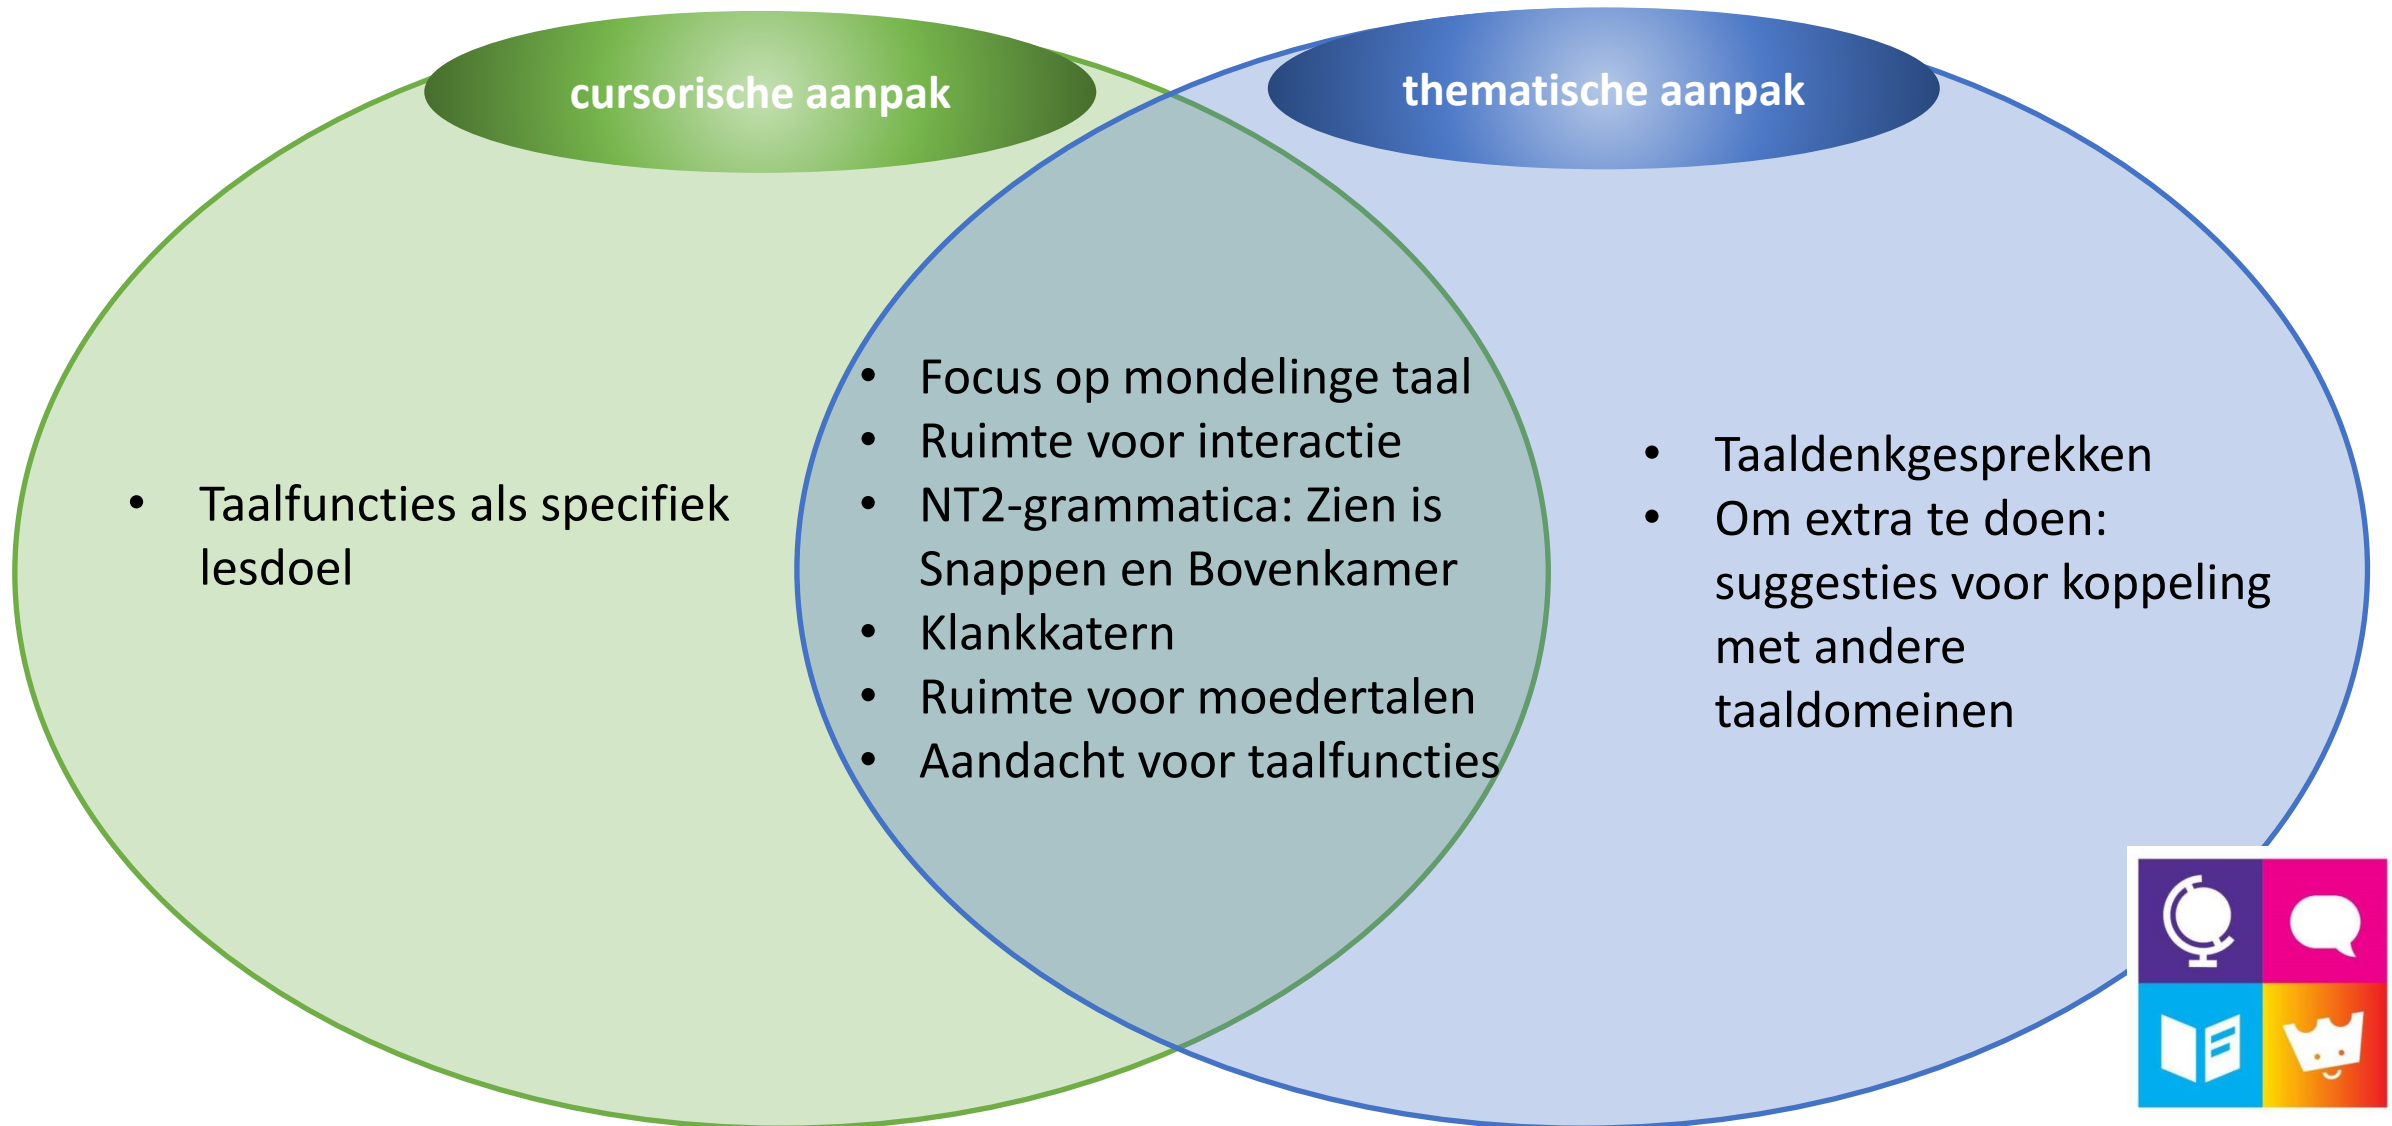 cursorische aanpak
thematische aanpak
• Taalfuncties als specifiek
lesdoel
• Focus op mondelinge taal
• Ruimte voor interactie
• NT2-grammatica: Zien is
Snappen en Bovenkamer
• Klankkatern
• Ruimte voor moedertalen
• Aandacht voor taalfuncties
• Taaldenkgesprekken
• Om extra te doen:
suggesties voor koppeling
met andere
taaldomeinen